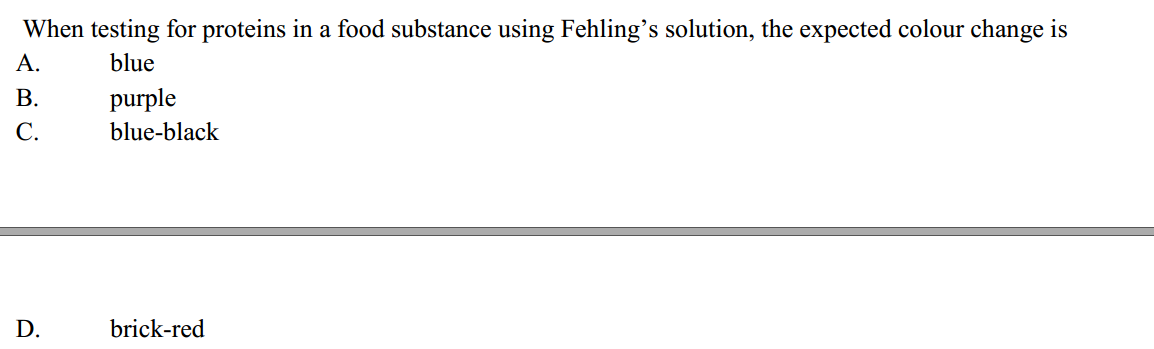 When testing for proteins in a food substance using Fehling’s solution, the expected colour change is
A. blue
B. purple
C. blue-black
D. brick-red